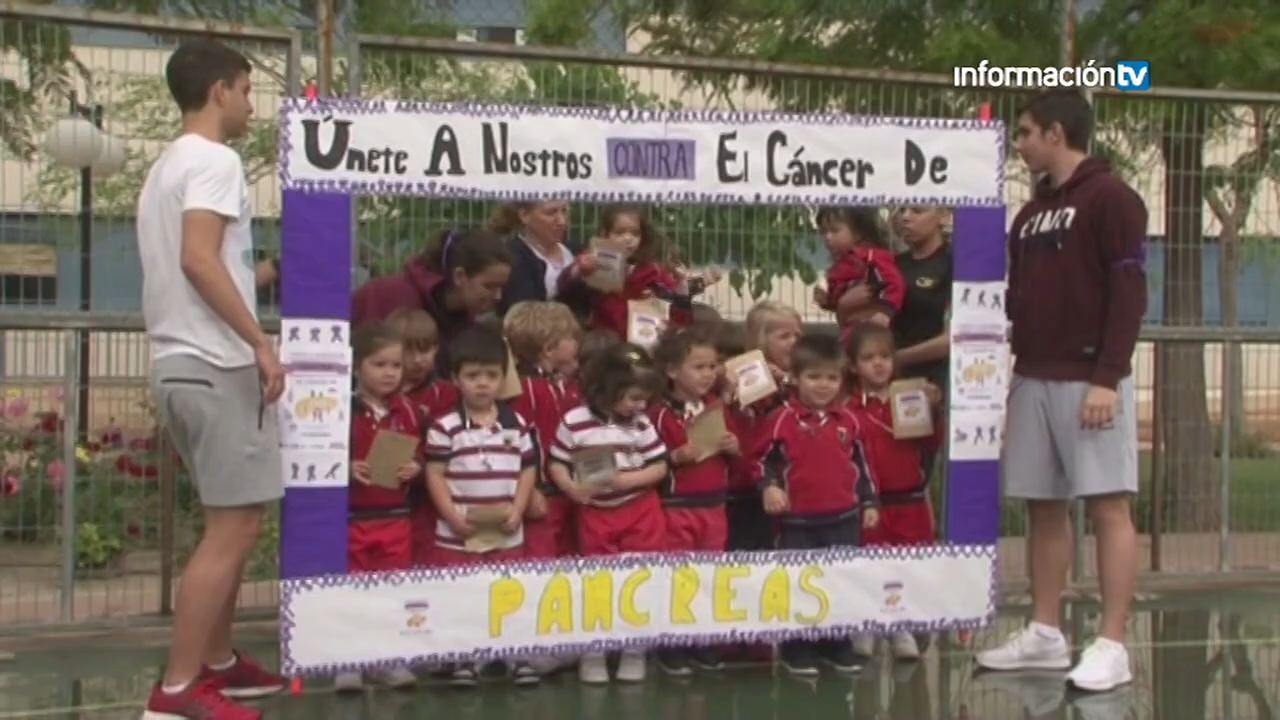 informacióntv
Únete A Nostros CONTRA El Cáncer De
PANCREAS